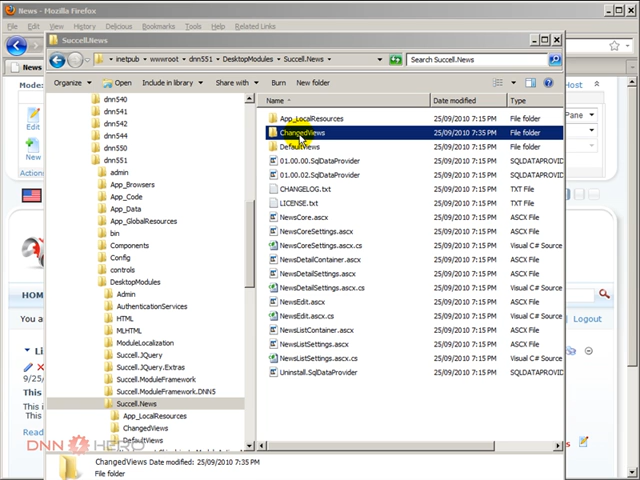 News - Mozilla Firefox
File Edit View History Delicious Bookmarks Tools Help
Succell.News
inetpub wwwroot dnn551 DesktopModules Succell.News
Search Succell.News
News
Organize Open Include in library Share with Burn New folder
Mode:
Host
Edit
Pane
New
Actions
HOME
You a
Logout
Lis
9/25/
This
This i
Read
dnn540
dnn541
dnn542
dnn544
dnn550
dnn551
admin
App_Browsers
App_Code
App_Data
App_GlobalResources
bin
Components
Config
controls
DesktopModules
Admin
AuthenticationServices
HTML
MLHTML
ModuleLocalization
Succell.JQuery
Succell.JQuery.Extras
Succell.ModuleFramework
Succell.ModuleFramework.DNN5
Succell.News
App_LocalResources
ChangedViews
DefaultViews
Name Date modified Type
App_LocalResources 25/09/2010 7:15 PM File folder
ChangedViews 25/09/2010 7:35 PM File folder
DefaultViews 25/09/2010 7:15 PM File folder
01.00.00.SqlDataProvider 25/09/2010 7:15 PM SQLDATAPROVID
01.00.02.SqlDataProvider 25/09/2010 7:15 PM SQLDATAPROVID
CHANGELOG.txt 25/09/2010 7:15 PM TXT File
LICENSE.txt 25/09/2010 7:15 PM TXT File
NewsCore.ascx 25/09/2010 7:15 PM ASCX File
NewsCoreSettings.ascx 25/09/2010 7:15 PM ASCX File
NewsCoreSettings.ascx.cs 25/09/2010 7:15 PM Visual C# Source
NewsDetailContainer.ascx 25/09/2010 7:15 PM ASCX File
NewsDetailSettings.ascx 25/09/2010 7:15 PM ASCX File
NewsDetailSettings.ascx.cs 25/09/2010 7:15 PM Visual C# Source
NewsEdit.ascx 25/09/2010 7:15 PM ASCX File
NewsEdit.ascx.cs 25/09/2010 7:15 PM Visual C# Source
NewsListContainer.ascx 25/09/2010 7:15 PM ASCX File
NewsListSettings.ascx 25/09/2010 7:15 PM ASCX File
NewsListSettings.ascx.cs 25/09/2010 7:15 PM Visual C# Source
Uninstall.SqlDataProvider 25/09/2010 7:15 PM SQLDATAPROVID
DNN HERO
ChangedViews Date modified: 25/09/2010 7:35 PM
File folder